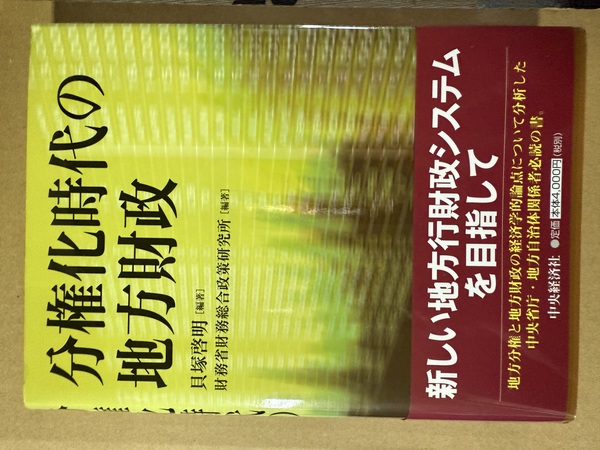 分権化時代の
地方財政
貝塚啓明[編著]
財務省財務総合政策研究所[編著]
新しい地方行財政システム
を目指して
地方分権と地方財政の経済学的論点について分析した
中央省庁・地方自治体関係者必読の書。
中央経済社 ●定価 本体4,000円(税別)